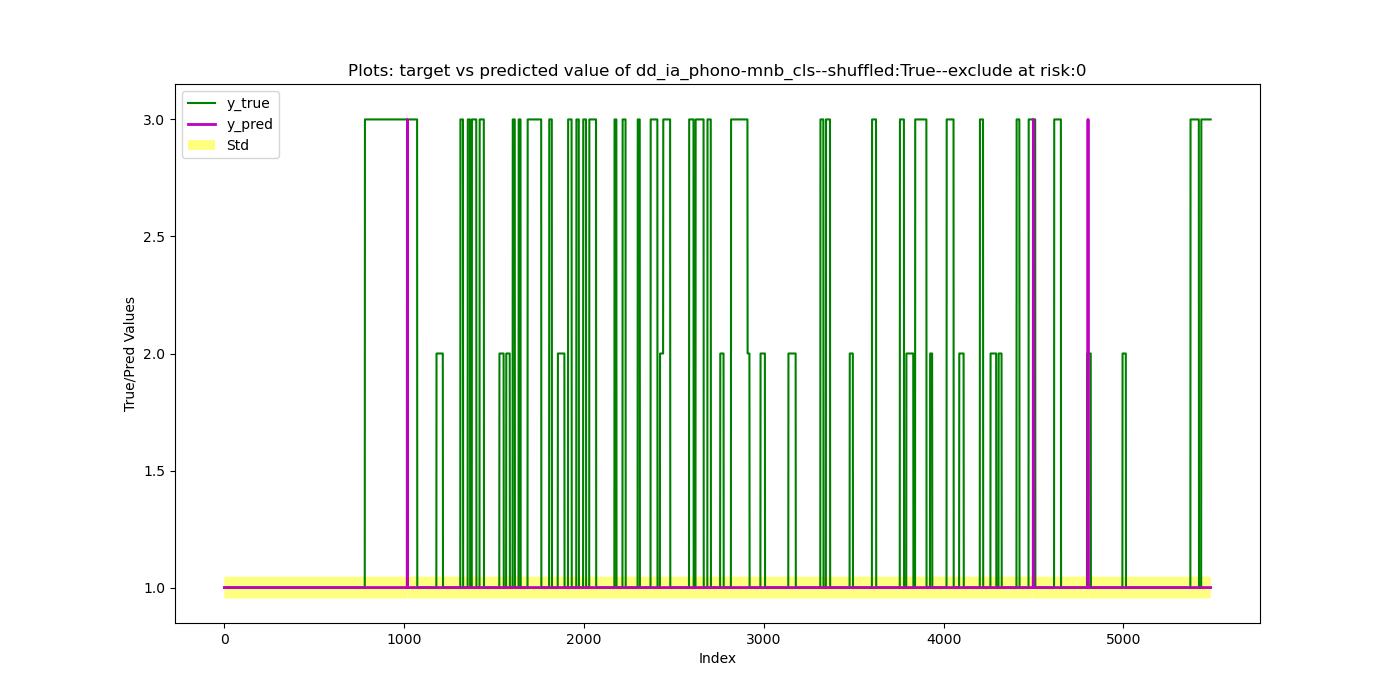 Plots: target vs predicted value of dd_ia_phono-mnb_cls--shuffled:True--exclude at risk:0
y_true
y_pred
Std
3.0
2.5
2.0
1.5
1.0
True/Pred Values
0 1000 2000 3000 4000 5000
Index